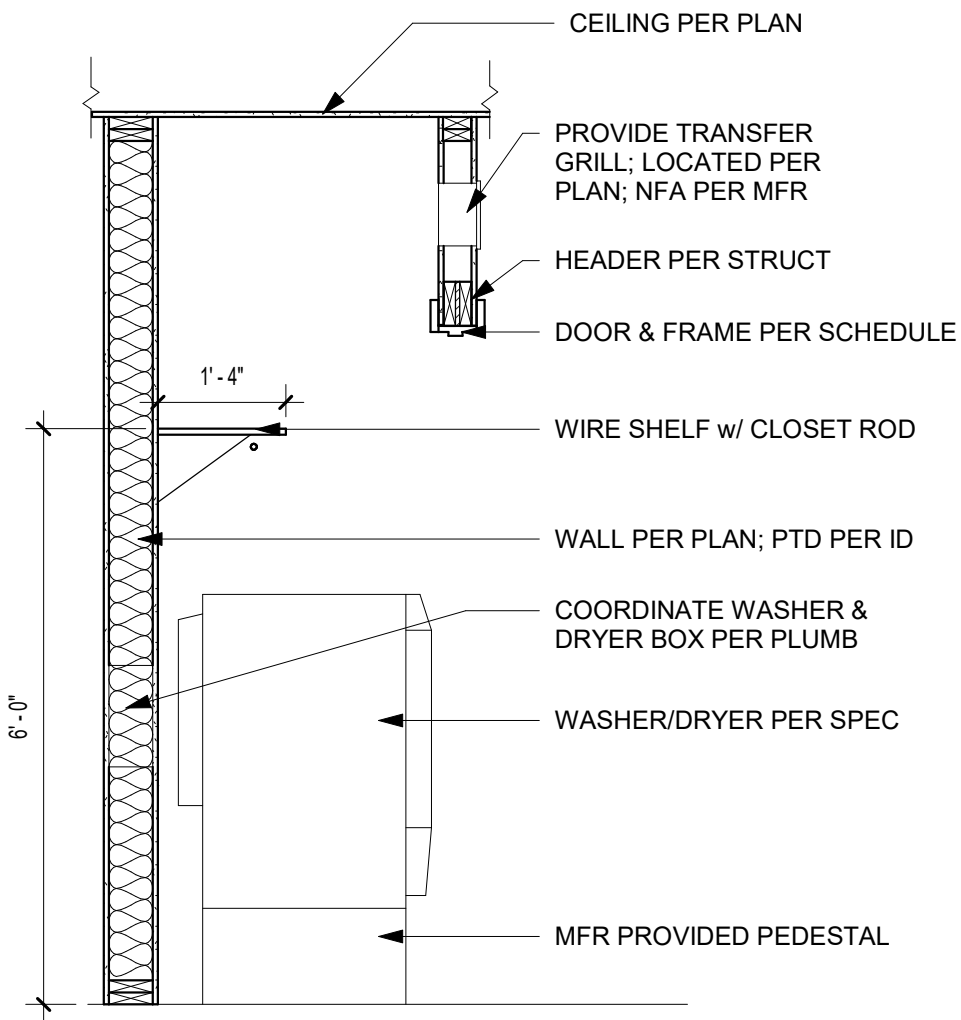 CEILING PER PLAN
PROVIDE TRANSFER
GRILL; LOCATED PER
PLAN; NFA PER MFR
HEADER PER STRUCT
DOOR & FRAME PER SCHEDULE
1' - 4"
WIRE SHELF w/ CLOSET ROD
WALL PER PLAN; PTD PER ID
COORDINATE WASHER &
DRYER BOX PER PLUMB
6' - 0"
WASHER/DRYER PER SPEC
MFR PROVIDED PEDESTAL